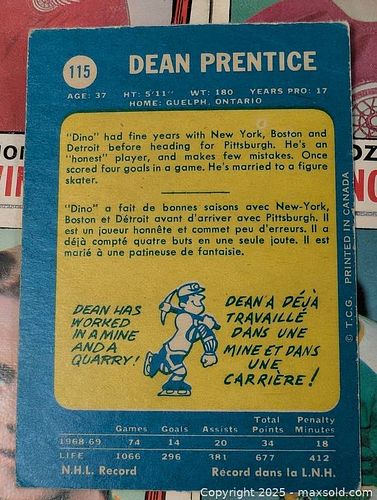 115
DEAN PRENTICE
AGE: 37 HT: 5'11" WT: 180 YEARS PRO: 17
HOME: GUELPH, ONTARIO
"Dino" had fine years with New York, Boston and
Detroit before heading for Pittsburgh. He's an
"honest" player, and makes few mistakes. Once
scored four goals in a game. He's married to a figure
skater.
"Dino" a fait de bonnes saisons avec New-York,
Boston et Détroit avant d'arriver avec Pittsburgh. Il
est un joueur honnête et commet peu d'erreurs. Il a
déjà compté quatre buts en une seule joute. Il est
marié à une patineuse de fantaisie.
DEAN HAS
WORKED
IN A MINE
AND A
QUARRY!
DEAN A DÉJÀ
TRAVAILLÉ
DANS UNE
MINE ET DANS
UNE
CARRIÈRE!
© T.C.G. PRINTED IN CANADA
Games Goals Assists Total Points Penalty Minutes
1968-69 74 14 20 34 18
LIFE 1066 296 381 677 412
N.H.L. Record Récord dans la L.N.H.
Copyright 2025 - maxsold.com